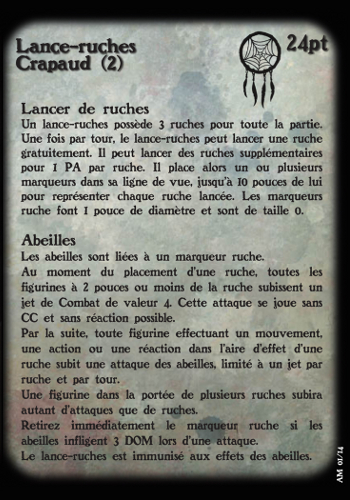 Lance-ruches
24pt
Crapaud (2)
Lancer de ruches
Un lance-ruches possède 3 ruches pour toute la partie.
Une fois par tour, le lance-ruches peut lancer une ruche
gratuitement. Il peut lancer des ruches supplémentaires
pour 1 PA par ruche. Il place alors un ou plusieurs
marqueurs dans sa ligne de vue, jusqu'à 10 pouces de lui
pour représenter chaque ruche lancée. Les marqueurs
ruche font 1 pouce de diamètre et sont de taille 0.
Abeilles
Les abeilles sont liées à un marqueur ruche.
Au moment du placement d'une ruche, toutes les
figurines à 2 pouces ou moins de la ruche subissent un
jet de Combat de valeur 4. Cette attaque se joue sans
CC et sans réaction possible.
Par la suite, toute figurine effectuant un mouvement,
une action ou une réaction dans l'aire d'effet d'une
ruche subit une attaque des abeilles, limité à un jet par
ruche et par tour.
Une figurine dans la portée de plusieurs ruches subira
autant d'attaques que de ruches.
Retirez immédiatement le marqueur ruche si les
abeilles infligent 3 DOM lors d'une attaque.
Le lance-ruches est immunisé aux effets des abeilles.
AM 01/14